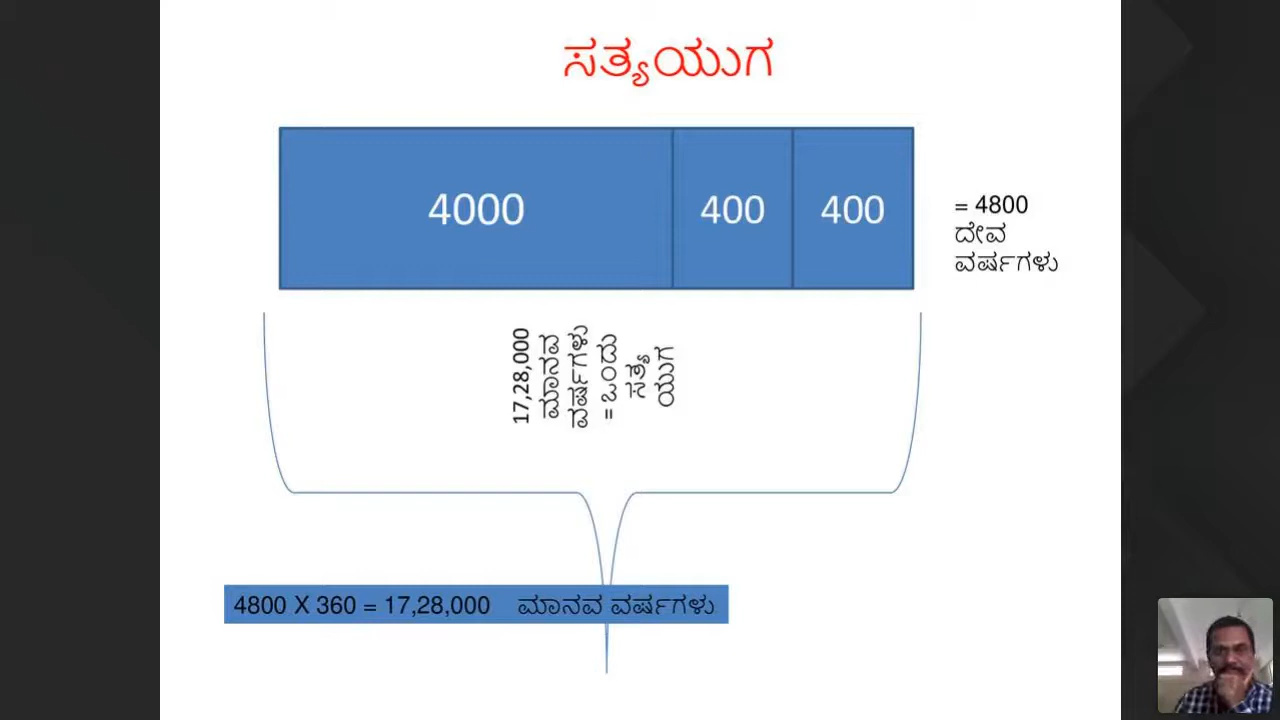 ಸತ್ಯಯುಗ
4000
400
400
= 4800
ದೇವ
ವರ್ಷಗಳು
17,28,000
ಮಾನವ
ವರ್ಷಗಳು
= ಒಂದು
ಸತ್ಯ
ಯುಗ
4800 X 360 = 17,28,000 ಮಾನವ ವರ್ಷಗಳು